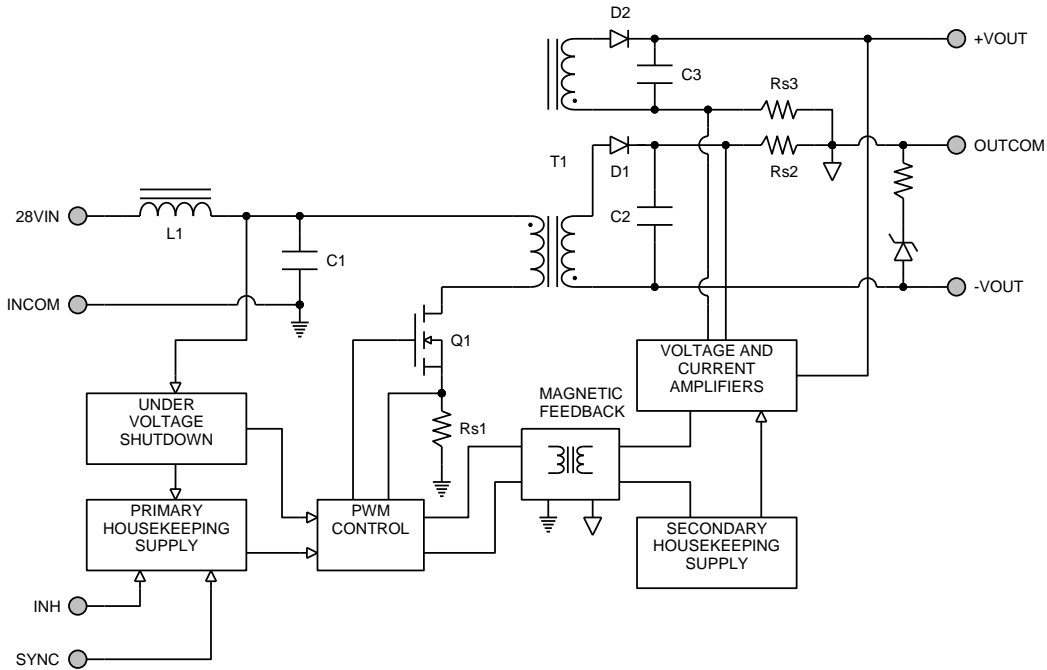 D2
+VOUT
C3
Rs3
OUTCOM
T1
D1
Rs2
28VIN
L1
C1
C2
INCOM
-VOUT
Q1
VOLTAGE AND
CURRENT
AMPLIFIERS
MAGNETIC
FEEDBACK
UNDER
VOLTAGE
SHUTDOWN
Rs1
PRIMARY
HOUSEKEEPING
SUPPLY
PWM
CONTROL
SECONDARY
HOUSEKEEPING
SUPPLY
INH
SYNC